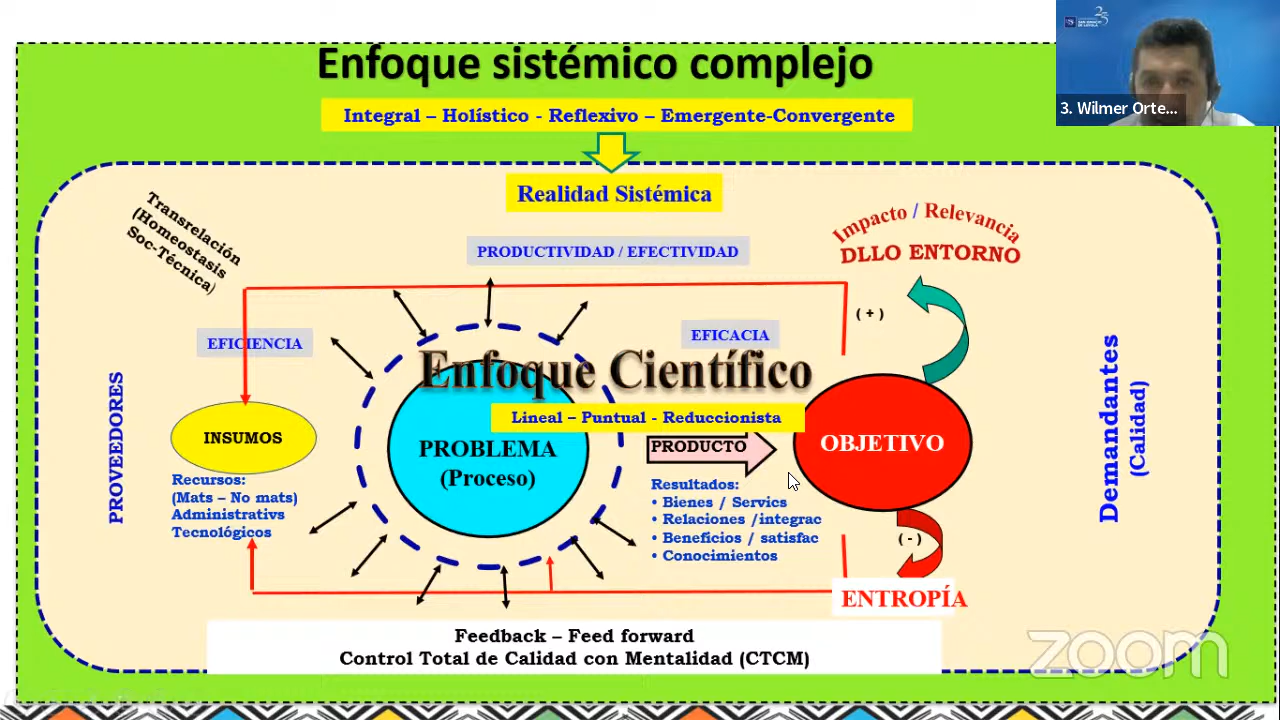 Enfoque sistémico complejo
3. Wilmer Orte...
Integral – Holístico - Reflexivo – Emergente-Convergente
Realidad Sistémica
Transrelación
(Homeostasis
Soc-Técnica)
Impacto / Relevancia
DLLO ENTORNO
PRODUCTIVIDAD / EFECTIVIDAD
( + )
EFICIENCIA
EFICACIA
Enfoque Científico
Lineal – Puntual - Reduccionista
PROVEEDORES
INSUMOS
PROBLEMA
(Proceso)
PRODUCTO
OBJETIVO
Demandantes
(Calidad)
Recursos:
(Mats – No mats)
Administrativs
Tecnológicos
Resultados:
• Bienes / Servics
• Relaciones /integrac
• Beneficios / satisfac
• Conocimientos
( - )
ENTROPÍA
Feedback – Feed forward
Control Total de Calidad con Mentalidad (CTCM)
zoom